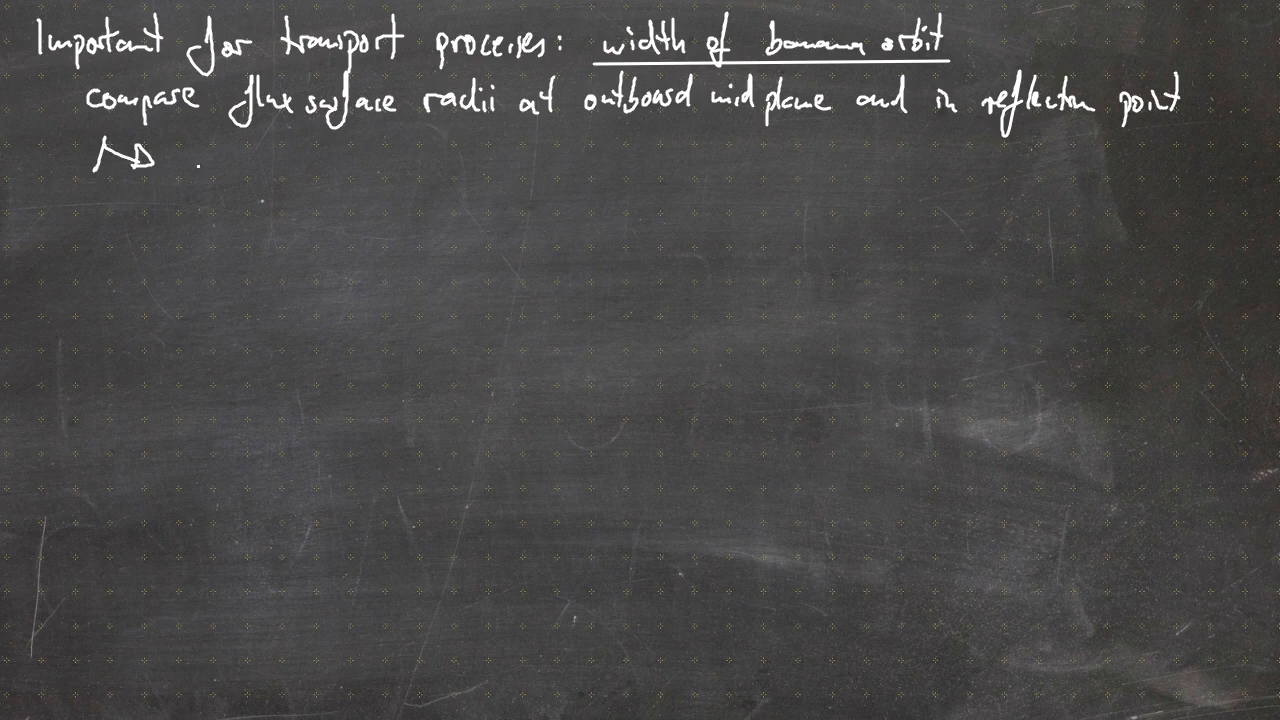 Important for transport processes: width of banana orbit
compare flux surface radii at outboard midplane and in reflection point